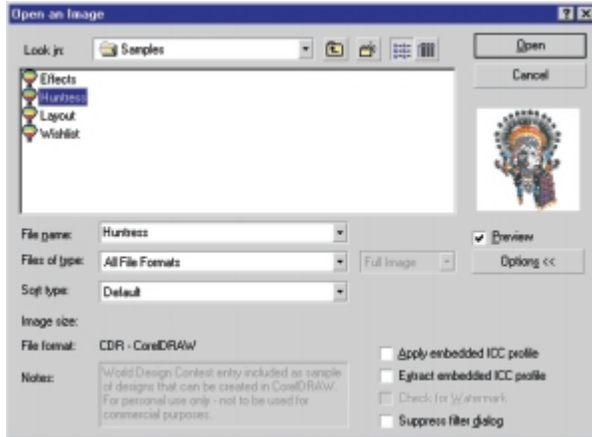 Open an Image
Look in: Samples
Open
Cancel
Effects
Huntress
Layout
Wishlist
File name: Huntress
Preview
Files of type: All File Formats Full Image
Options <<
Sort type: Default
Image size:
File format: CDR - CorelDRAW
Apply embedded ICC profile
Notes: World Design Contest entry included as sample
of designs that can be created in CorelDRAW.
For personal use only - not to be used for
commercial purposes.
Extract embedded ICC profile
Check for Watermark
Suppress filter dialog